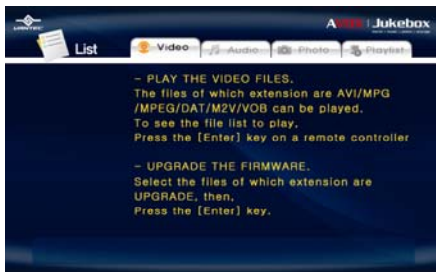 VANTEC
List
Video
Audio
Photo
Playlist
Jukebox
– PLAY THE VIDEO FILES.
The files of which extension are AVI/MPG
/MPEG/DAT/M2V/VOB can be played.
To see the file list to play,
Press the [Enter] key on a remote controller
– UPGRADE THE FIRMWARE.
Select the files of which extension are
UPGRADE, then,
Press the [Enter] key.